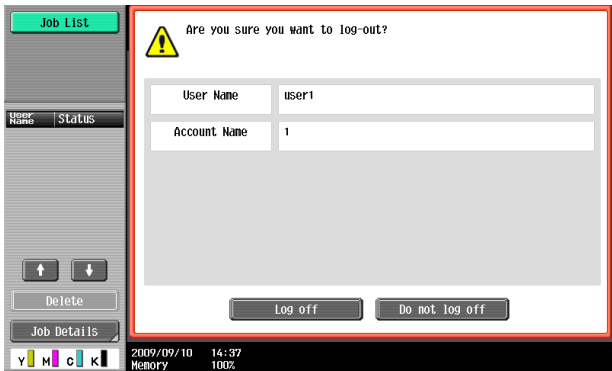 Job List
Are you sure you want to log-out?
User Name user1
Account Name 1
User Name Status
Delete
Log off Do not log off
Job Details
Y M C K
2009/09/10 14:37
Memory 100%